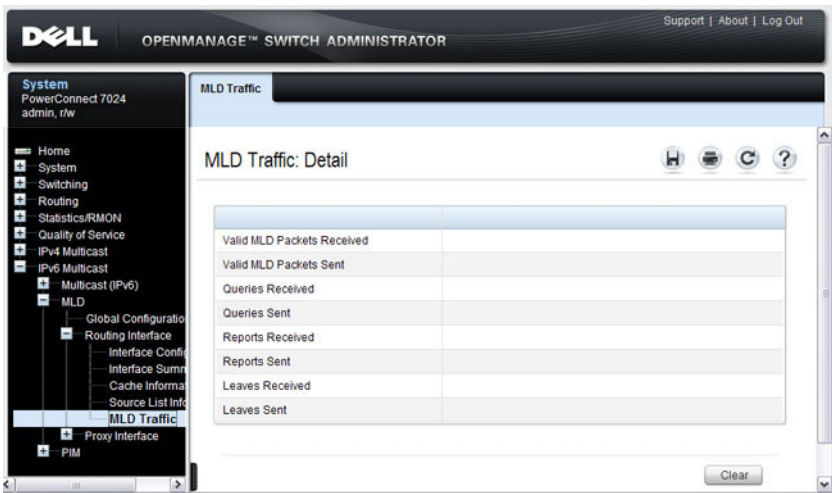 Support | About | Log Out
DELL
OPENMANAGE™ SWITCH ADMINISTRATOR
System
PowerConnect 7024
admin, r/w
MLD Traffic
Home
System
Switching
Routing
Statistics/RMON
Quality of Service
IPv4 Multicast
IPv6 Multicast
Multicast (IPv6)
MLD
Global Configuratio
Routing Interface
Interface Config
Interface Summ
Cache Informa
Source List Info
MLD Traffic
Proxy Interface
PIM
MLD Traffic: Detail
Valid MLD Packets Received
Valid MLD Packets Sent
Queries Received
Queries Sent
Reports Received
Reports Sent
Leaves Received
Leaves Sent
Clear